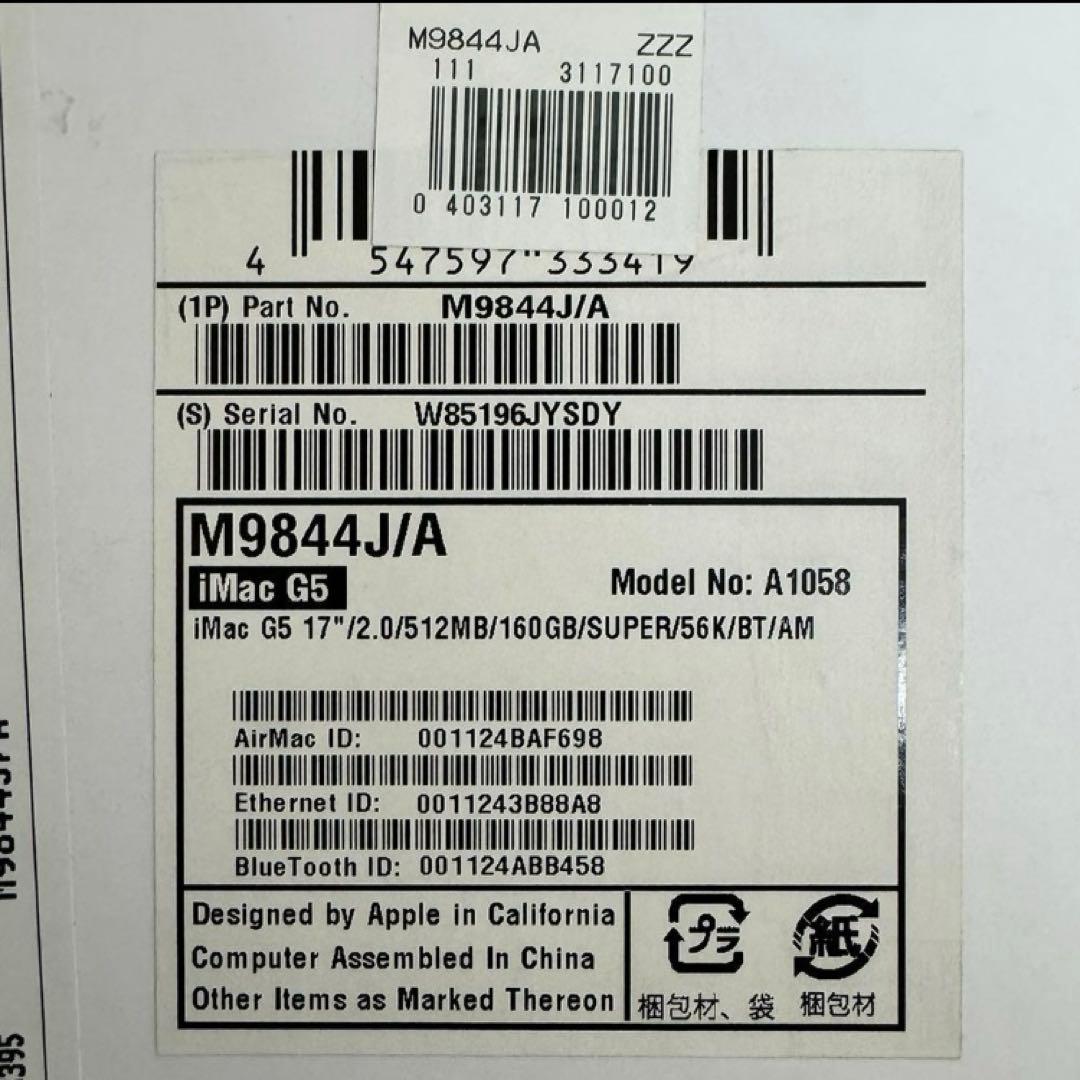 M9844JA ZZZ
111 3117100
0 403117 100012
4 547597 333419
(1P) Part No. M9844J/A
(S) Serial No. W85196JYSDY
M9844J/A
iMac G5 Model No: A1058
iMac G5 17"/2.0/512MB/160GB/SUPER/56K/BT/AM
AirMac ID: 001124BAF698
Ethernet ID: 0011243B88A8
BlueTooth ID: 001124ABB458
Designed by Apple in California
Computer Assembled In China
Other Items as Marked Thereon
プラ 紙
梱包材、袋 梱包材